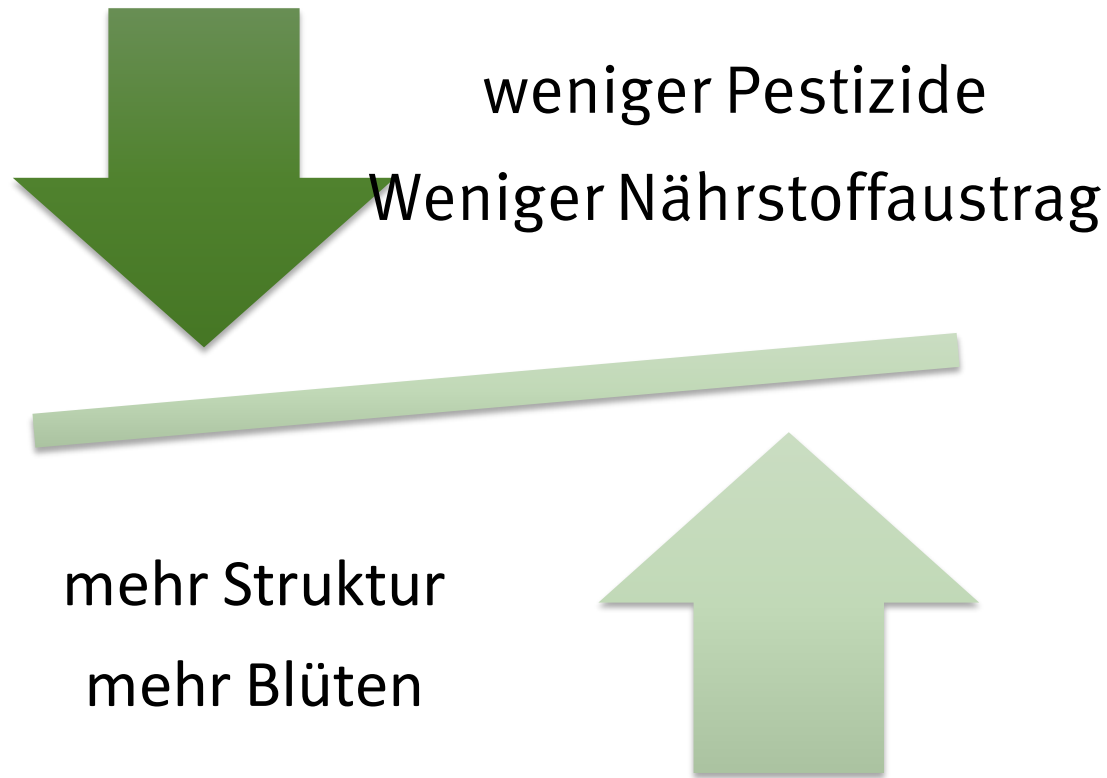 weniger Pestizide
Weniger Nährstoffaustrag
mehr Struktur
mehr Blüten